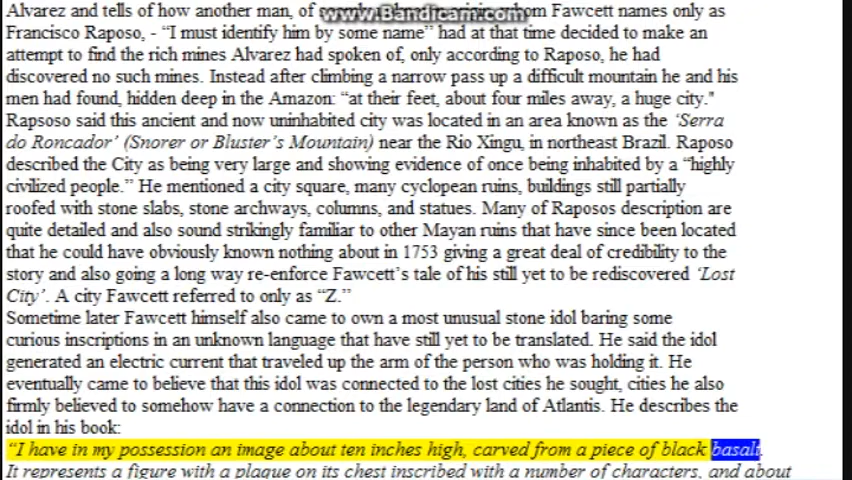 Alvarez and tells of how another man, of whom Fawcett names only as
www.Bandicam.com
Francisco Raposo, - “I must identify him by some name” had at that time decided to make an
attempt to find the rich mines Alvarez had spoken of, only according to Raposo, he had
discovered no such mines. Instead after climbing a narrow pass up a difficult mountain he and his
men had found, hidden deep in the Amazon: “at their feet, about four miles away, a huge city."
Rapsoso said this ancient and now uninhabited city was located in an area known as the ‘Serra
do Roncador’ (Snorer or Bluster’s Mountain) near the Rio Xingu, in northeast Brazil. Raposo
described the City as being very large and showing evidence of once being inhabited by a “highly
civilized people.” He mentioned a city square, many cyclopean ruins, buildings still partially
roofed with stone slabs, stone archways, columns, and statues. Many of Raposos description are
quite detailed and also sound strikingly familiar to other Mayan ruins that have since been located
that he could have obviously known nothing about in 1753 giving a great deal of credibility to the
story and also going a long way re-enforce Fawcett’s tale of his still yet to be rediscovered ‘Lost
City’. A city Fawcett referred to only as “Z.”
Sometime later Fawcett himself also came to own a most unusual stone idol baring some
curious inscriptions in an unknown language that have still yet to be translated. He said the idol
generated an electric current that traveled up the arm of the person who was holding it. He
eventually came to believe that this idol was connected to the lost cities he sought, cities he also
firmly believed to somehow have a connection to the legendary land of Atlantis. He describes the
idol in his book:
“I have in my possession an image about ten inches high, carved from a piece of black basalt.
It represents a figure with a plaque on its chest inscribed with a number of characters, and about